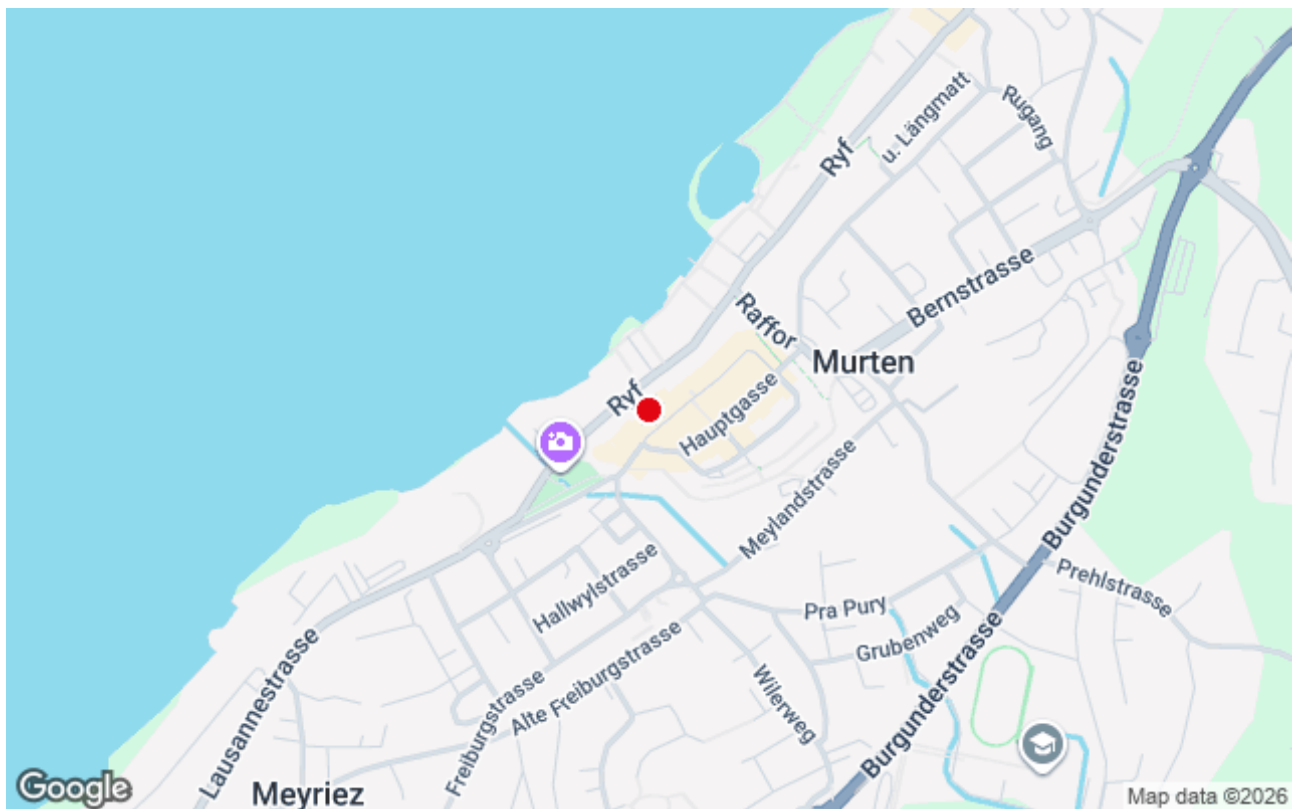 u. Längmatt
Rugang
Ryf
Bernstrasse
Raffor
Murten
Ryf
Hauptgasse
Meylandstrasse
Burgunderstrasse
Prehlstrasse
Hallwylstrasse
Pra Pury
Grubenweg
Lausannestrasse
Freiburgstrasse
Alte Freiburgstrasse
Wilerweg
Burgunderstrasse
Meyriez
Google
Map data ©2026